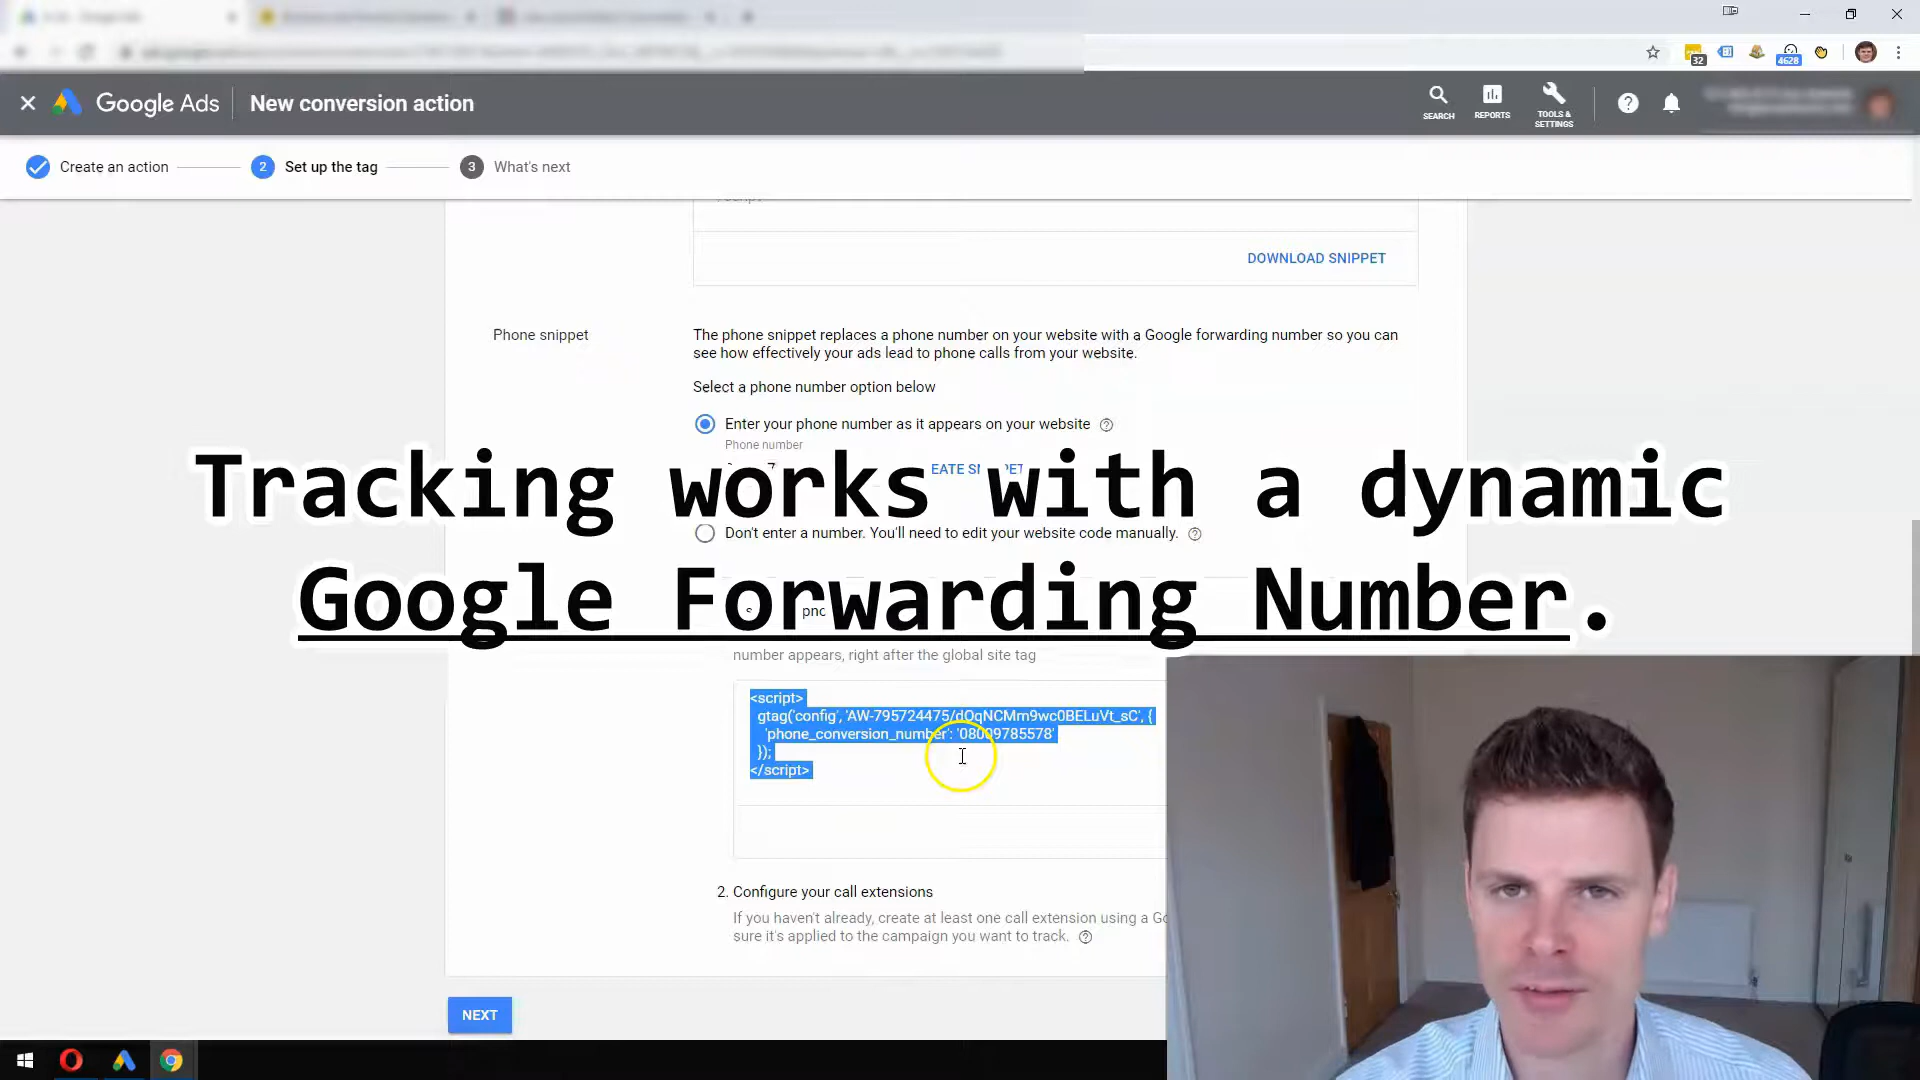 32
4628
Google Ads
New conversion action
SEARCH
REPORTS
TOOLS &
SETTINGS
Create an action
2
Set up the tag
3
What's next
DOWNLOAD SNIPPET
Phone snippet
The phone snippet replaces a phone number on your website with a Google forwarding number so you can
see how effectively your ads lead to phone calls from your website.
Select a phone number option below
Enter your phone number as it appears on your website
Phone number
Tracking works with a dynamic
Don't enter a number. You'll need to edit your website code manually.
Google Forwarding Number.
number appears, right after the global site tag
<script>
gtag('config', 'AW-795724475/dOqNCMm9wc0BELuVt_sC', {
'phone_conversion_number': '08009785578'
});
</script>
2. Configure your call extensions
If you haven't already, create at least one call extension using a
sure it's applied to the campaign you want to track.
NEXT